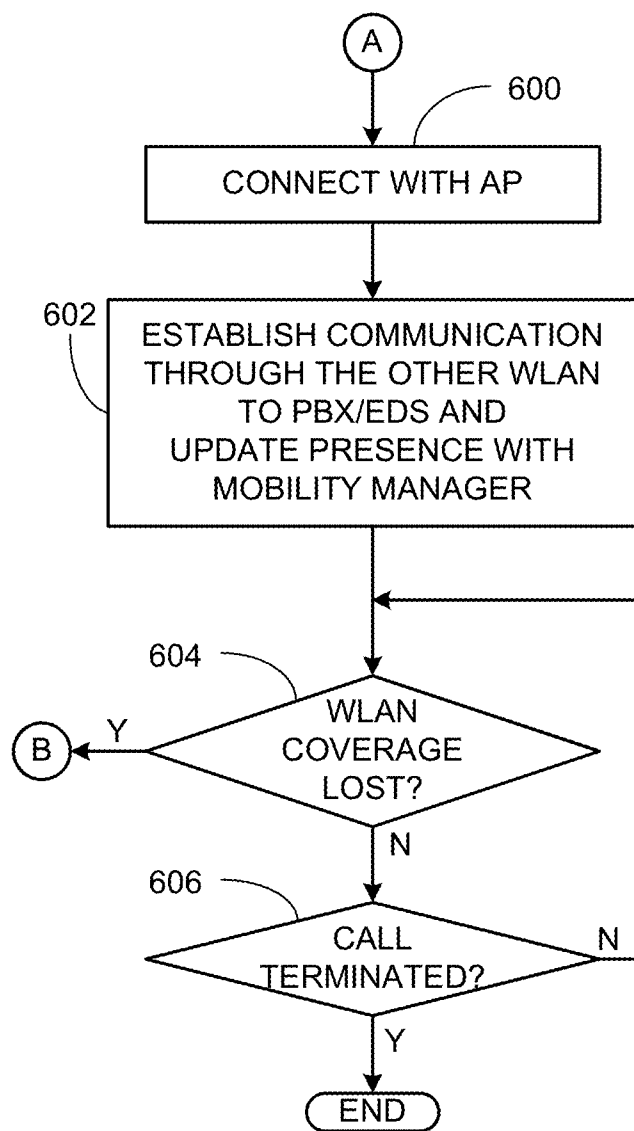 A
600
CONNECT WITH AP
602
ESTABLISH COMMUNICATION
THROUGH THE OTHER WLAN
TO PBX/EDS AND
UPDATE PRESENCE WITH
MOBILITY MANAGER
604
WLAN
COVERAGE
LOST?
Y
B
N
606
CALL
TERMINATED?
N
Y
END